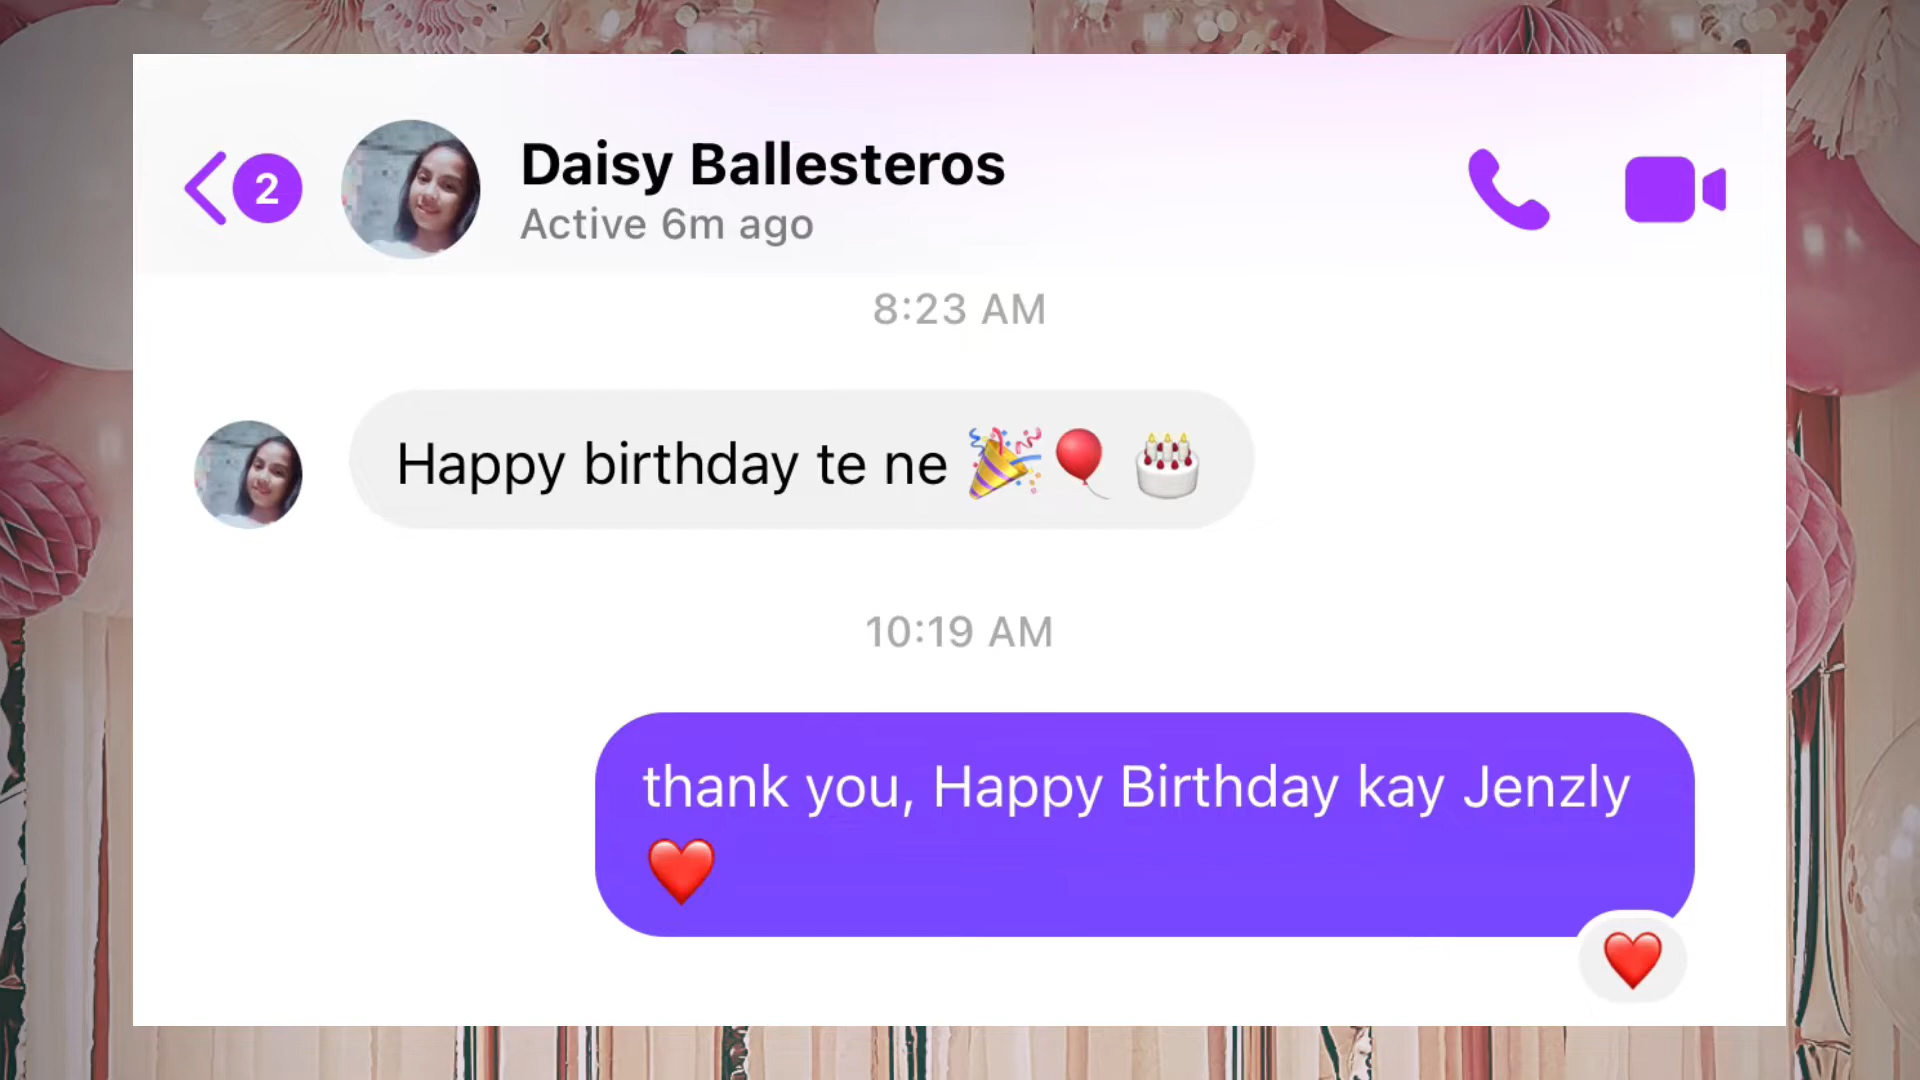 2
Daisy Ballesteros
Active 6m ago
8:23 AM
Happy birthday te ne 🎉🎈 🎂
10:19 AM
thank you, Happy Birthday kay Jenzly
❤️
❤️